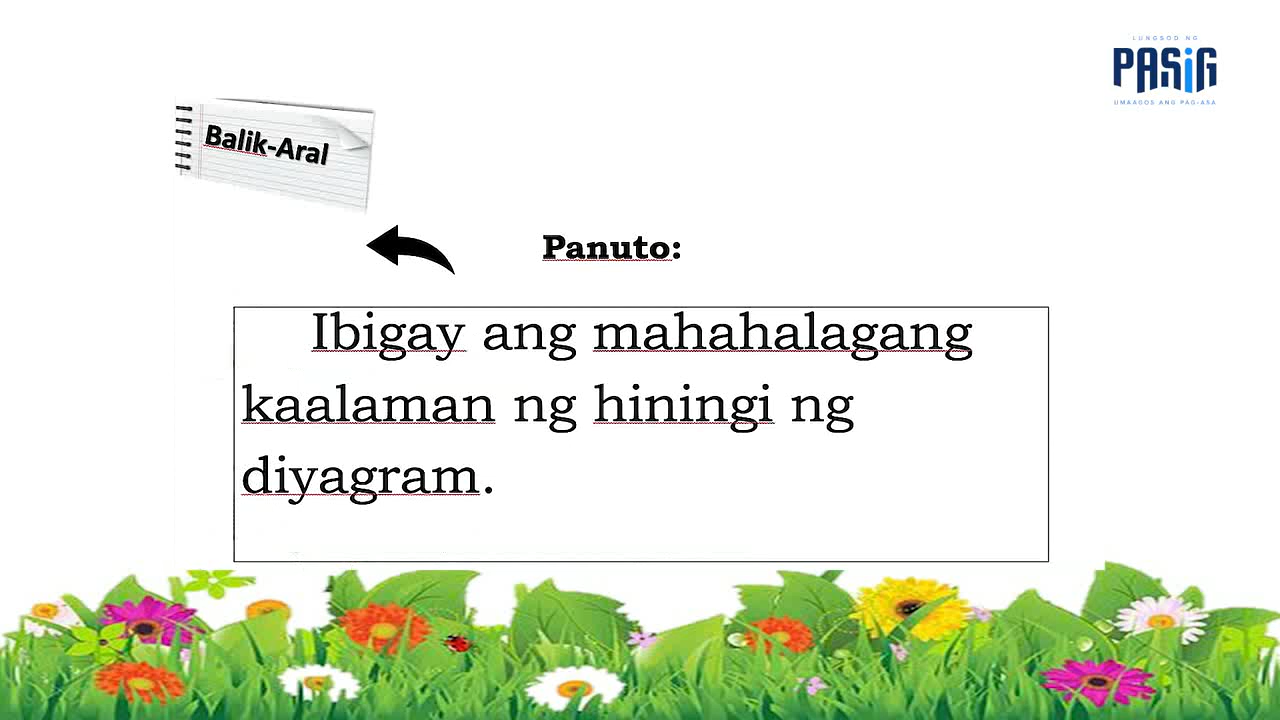 LUNGSOD NG
PASiG
UMAAGOS ANG PAG-ASA
Balik-Aral
Panuto:
Ibigay ang mahahalagang
kaalaman ng hiningi ng
diyagram.